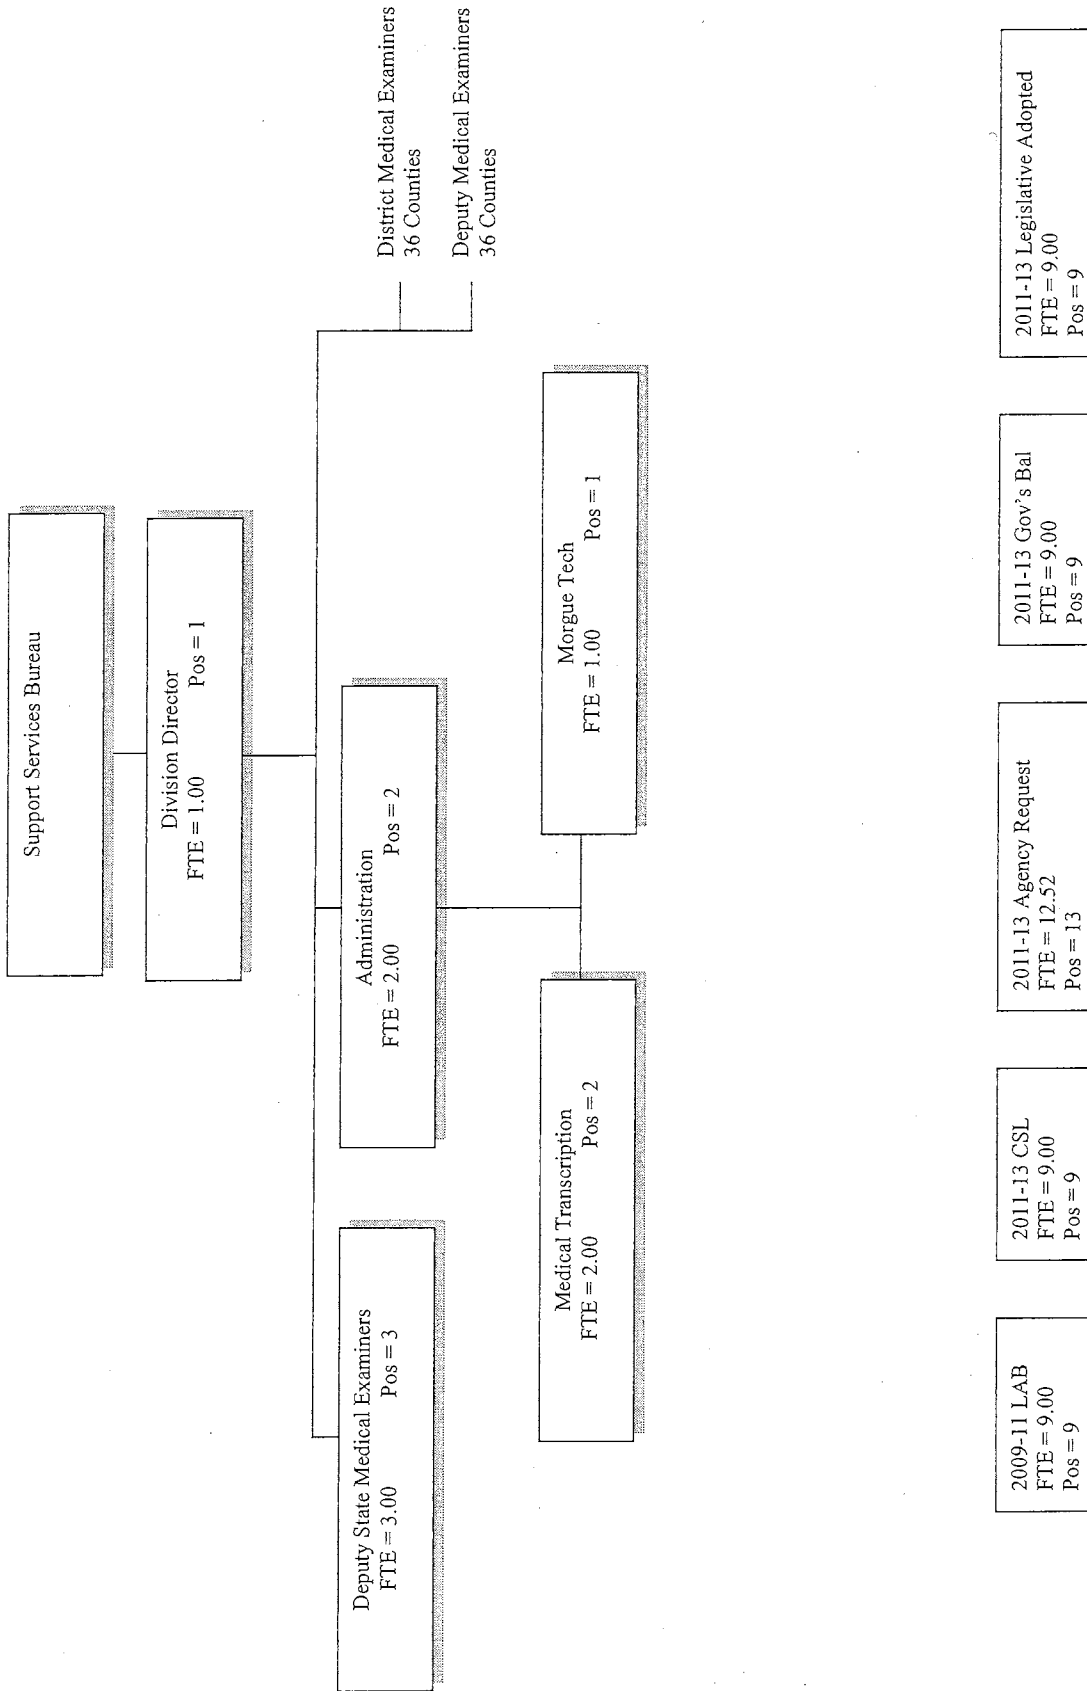 Support Services Bureau
Division Director
FTE = 1.00 Pos = 1
Deputy State Medical Examiners
FTE = 3.00 Pos = 3
Administration
FTE = 2.00 Pos = 2
District Medical Examiners
36 Counties
Deputy Medical Examiners
36 Counties
Medical Transcription
FTE = 2.00 Pos = 2
Morgue Tech
FTE = 1.00 Pos = 1
2009-11 LAB
FTE = 9.00
Pos = 9
2011-13 CSL
FTE = 9.00
Pos = 9
2011-13 Agency Request
FTE = 12.52
Pos = 13
2011-13 Gov's Bal
FTE = 9.00
Pos = 9
2011-13 Legislative Adopted
FTE = 9.00
Pos = 9